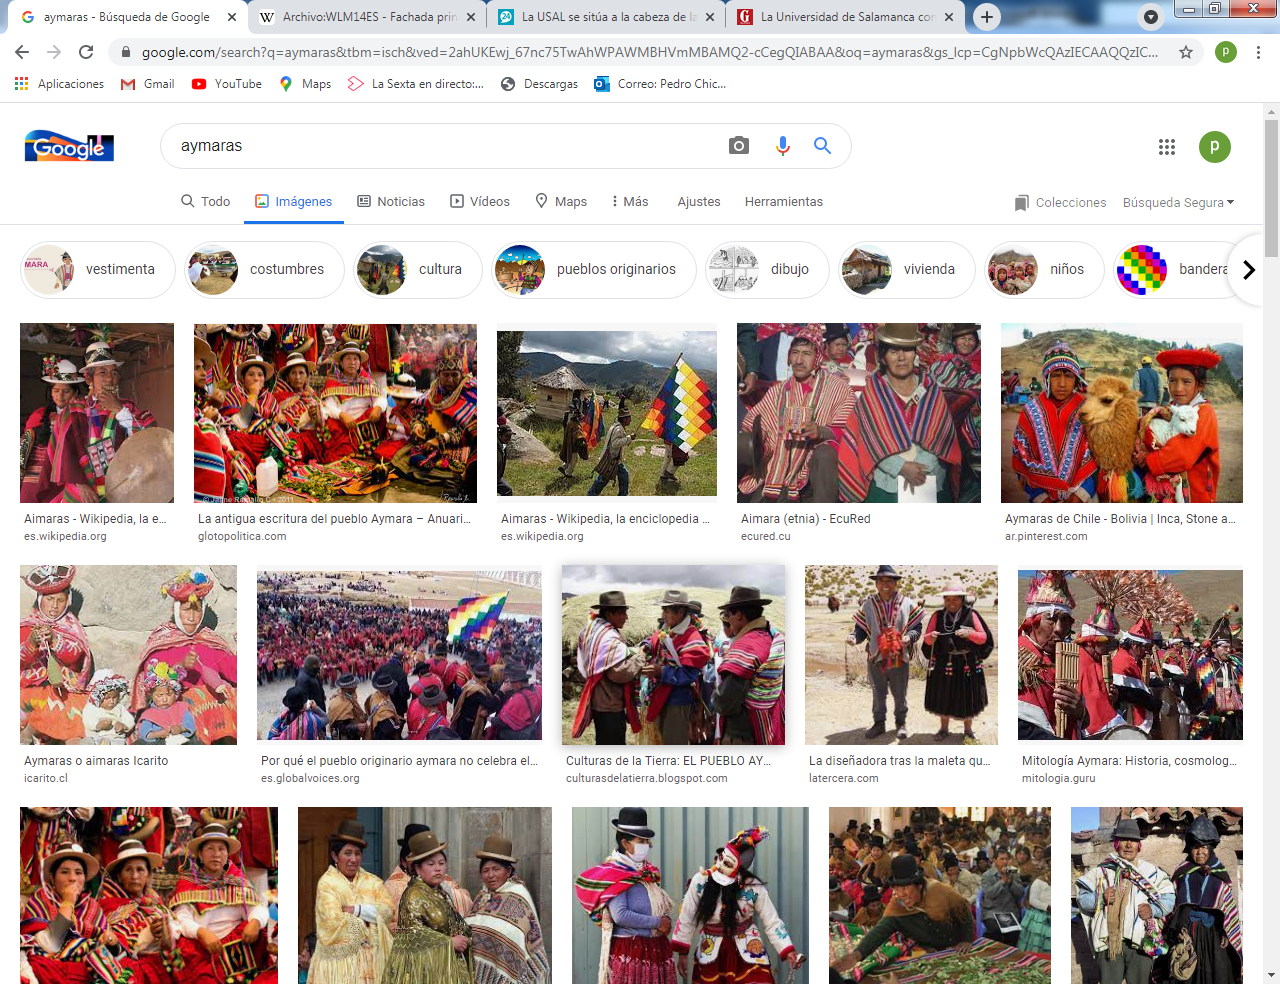 aymaras - Búsqueda de Google
Archivo:WLM14ES - Fachada prin
La USAL se sitúa a la cabeza de la
La Universidad de Salamanca con
google.com/search?q=aymaras&tbm=isch&ved=2ahUKEwj_67nc75TwAhWPAWMBHVmMBAMQ2-cCegQIABAA&oq=aymaras&gs_lcp=CgNpbWcQAzIECAAQQzIC...
p
Aplicaciones
Gmail
YouTube
Maps
La Sexta en directo:...
Descargas
Correo: Pedro Chic...
Google
aymaras
p
Todo
Imágenes
Noticias
Vídeos
Maps
Más
Ajustes
Herramientas
Colecciones
Búsqueda Segura
MARA
vestimenta
costumbres
cultura
pueblos originarios
dibujo
vivienda
niños
bandera
Aimaras - Wikipedia, la e...
es.wikipedia.org
La antigua escritura del pueblo Aymara – Anuari...
glotopolitica.com
Aimaras - Wikipedia, la enciclopedia ...
es.wikipedia.org
Aimara (etnia) - EcuRed
ecured.cu
Aymaras de Chile - Bolivia | Inca, Stone a...
ar.pinterest.com
Aymaras o aimaras Icarito
icarito.cl
Por qué el pueblo originario aymara no celebra el...
es.globalvoices.org
Culturas de la Tierra: EL PUEBLO AY...
culturasdelatierra.blogspot.com
La diseñadora tras la maleta qu...
latercera.com
Mitología Aymara: Historia, cosmolog...
mitologia.guru